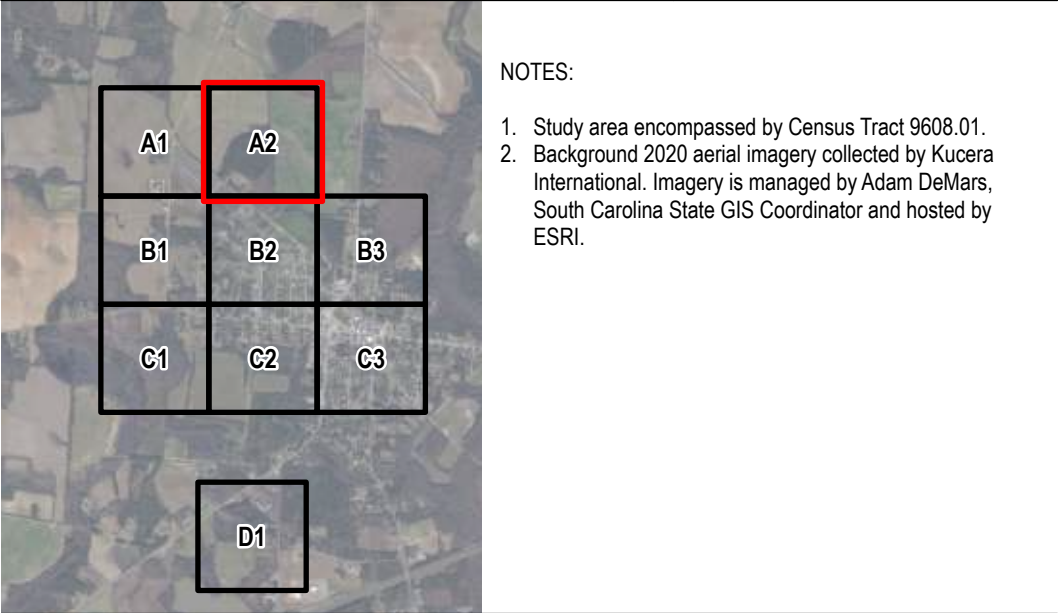 A1
A2
B1
B2
B3
C1
C2
C3
D1
NOTES:
1. Study area encompassed by Census Tract 9608.01.
2. Background 2020 aerial imagery collected by Kucera
International. Imagery is managed by Adam DeMars,
South Carolina State GIS Coordinator and hosted by
ESRI.